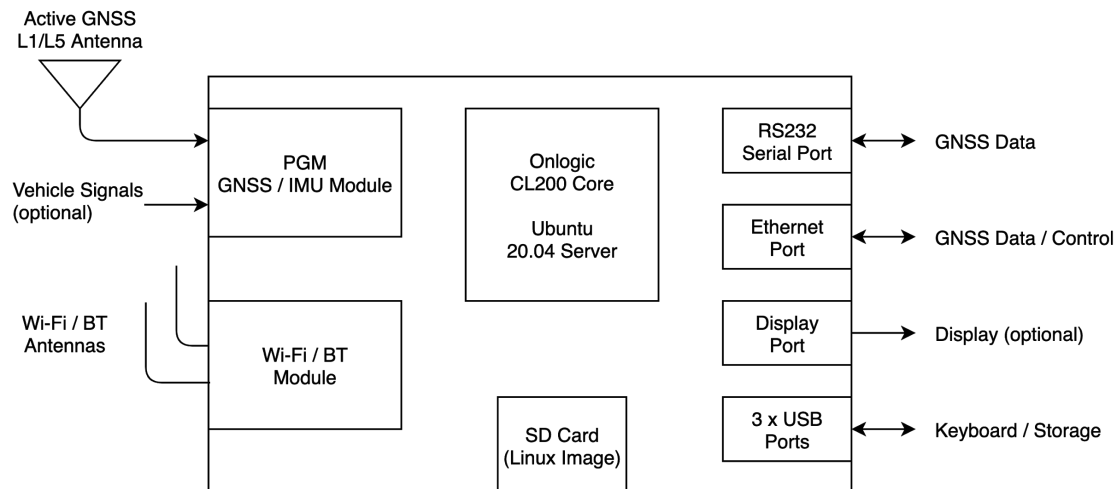 Active GNSS
L1/L5 Antenna
PGM
GNSS / IMU Module
Vehicle Signals
(optional)
Wi-Fi / BT
Antennas
Wi-Fi / BT
Module
Onlogic
CL200 Core
Ubuntu
20.04 Server
SD Card
(Linux Image)
RS232
Serial Port
GNSS Data
Ethernet
Port
GNSS Data / Control
Display
Port
Display (optional)
3 x USB
Ports
Keyboard / Storage